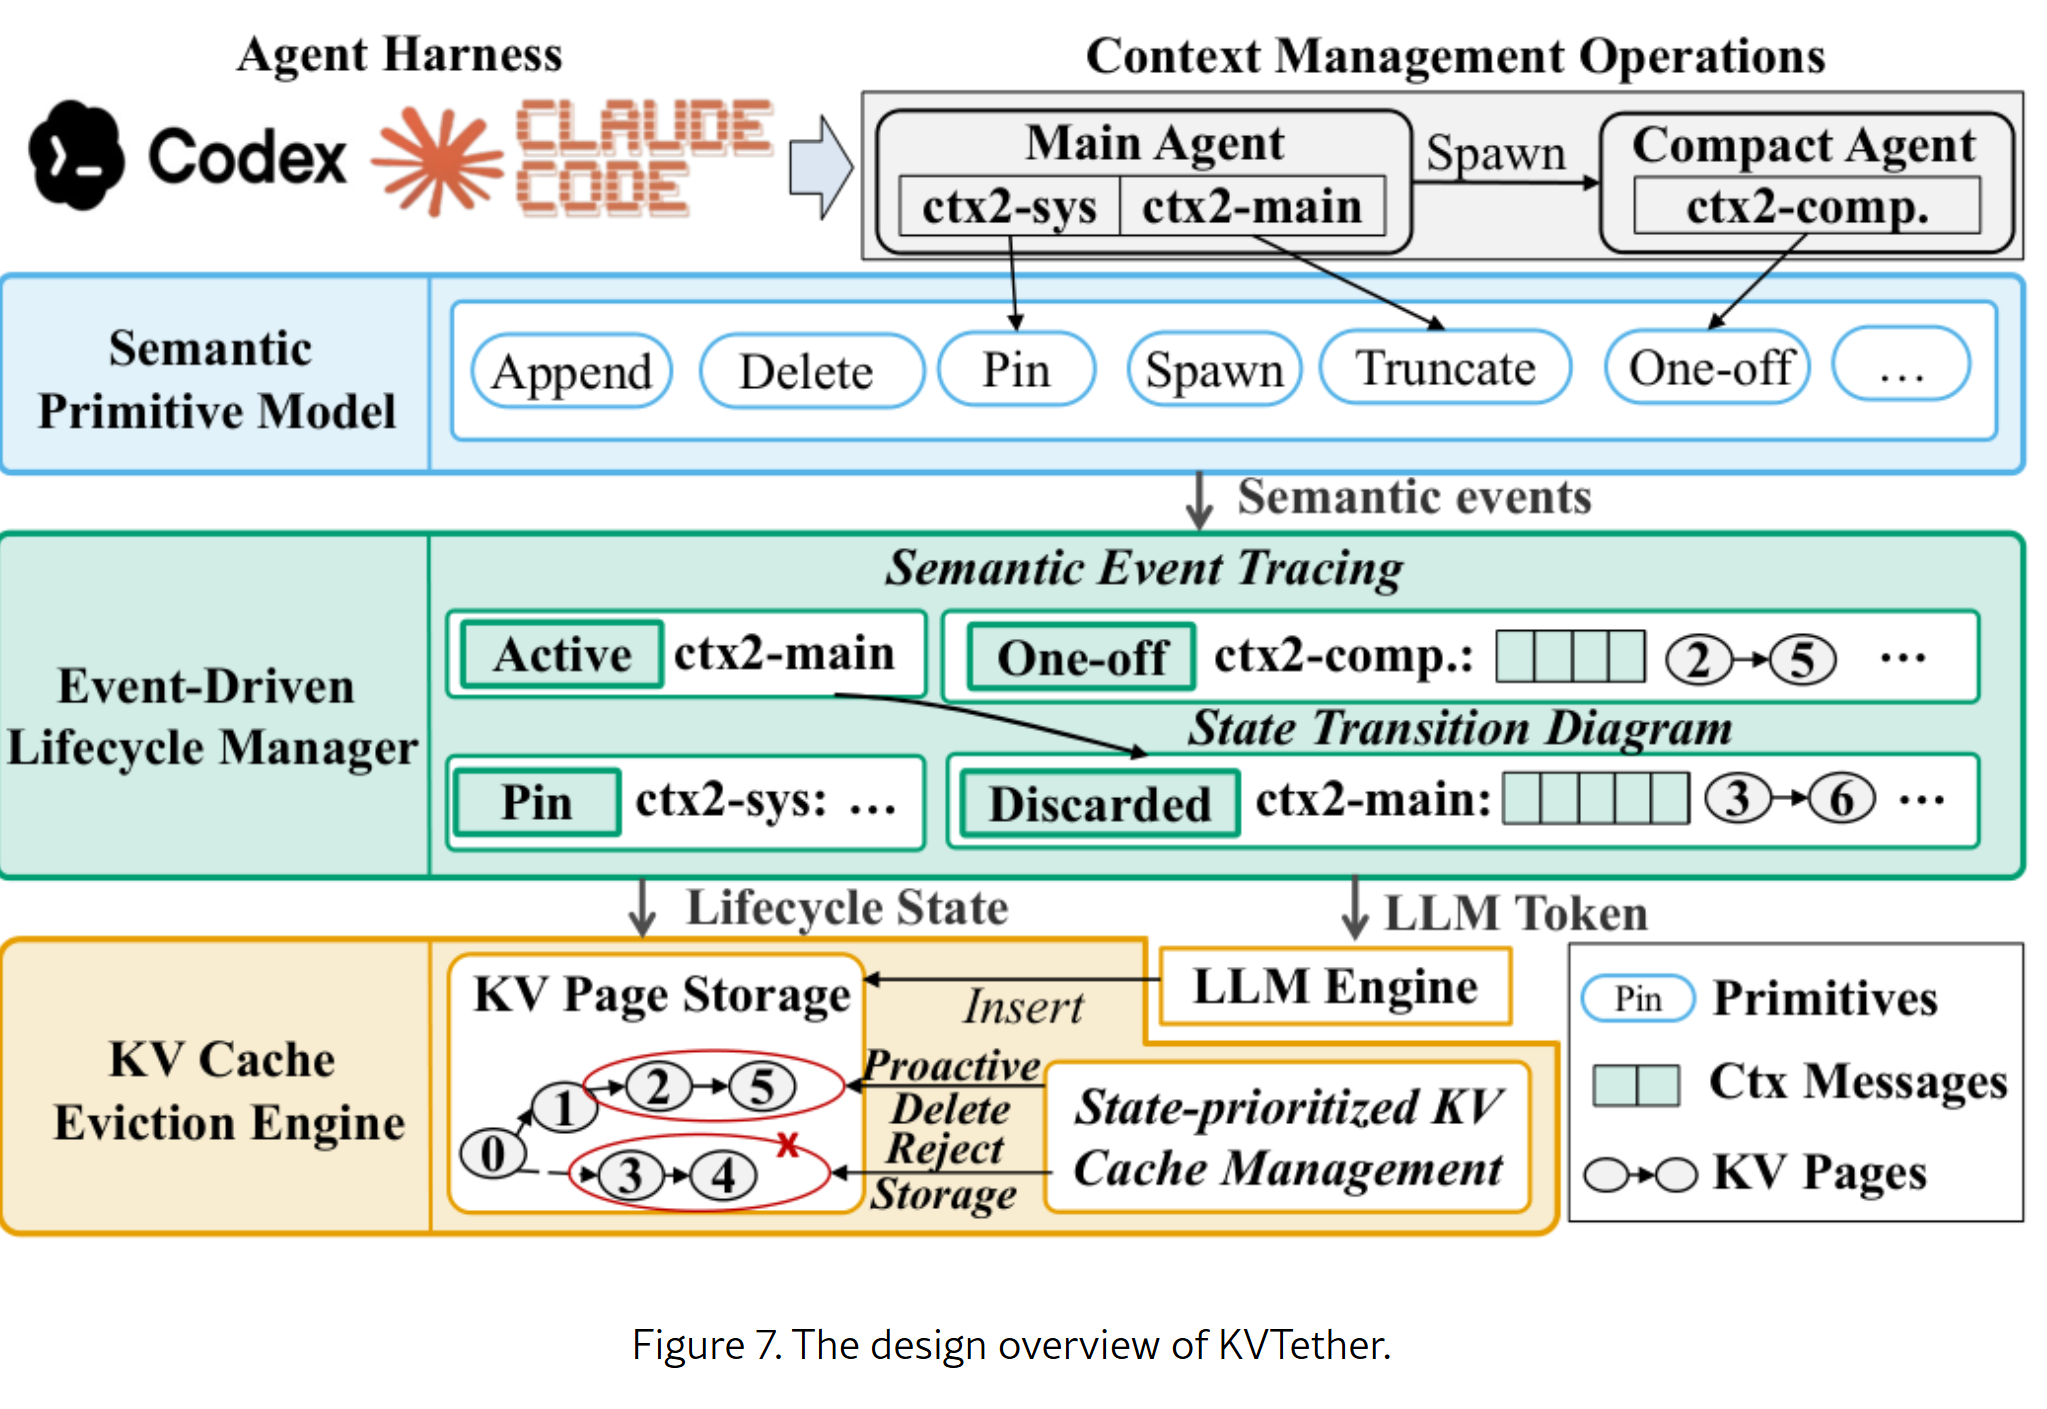 Agent Harness
Context Management Operations
Codex
CLAUDE
CODE
Main Agent
ctx2-sys
ctx2-main
Spawn
Compact Agent
ctx2-comp.
Semantic
Primitive Model
Append
Delete
Pin
Spawn
Truncate
One-off
...
Semantic events
Event-Driven
Lifecycle Manager
Semantic Event Tracing
Active
ctx2-main
One-off
ctx2-comp.:
2
5
...
State Transition Diagram
Pin
ctx2-sys: ...
Discarded
ctx2-main:
3
6
...
Lifecycle State
LLM Token
KV Cache
Eviction Engine
KV Page Storage
0
1
2
5
3
4
x
Insert
LLM Engine
Proactive
Delete
Reject
Storage
State-prioritized KV
Cache Management
Pin
Primitives
Ctx Messages
KV Pages
Figure 7. The design overview of KVTether.